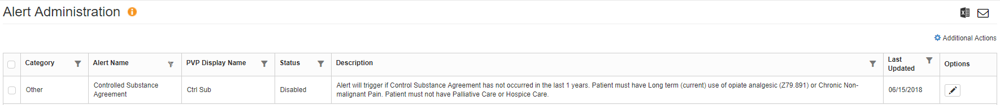 Alert Administration
Additional Actions
Category Alert Name PVP Display Name Status Description Last Updated Options
Other Controlled Substance Agreement Ctrl Sub Disabled Alert will trigger if Control Substance Agreement has not occurred in the last 1 years. Patient must have Long term (current) use of opiate analgesic (Z79.891) or Chronic Non-
malignant Pain. Patient must not have Palliative Care or Hospice Care. 06/15/2018